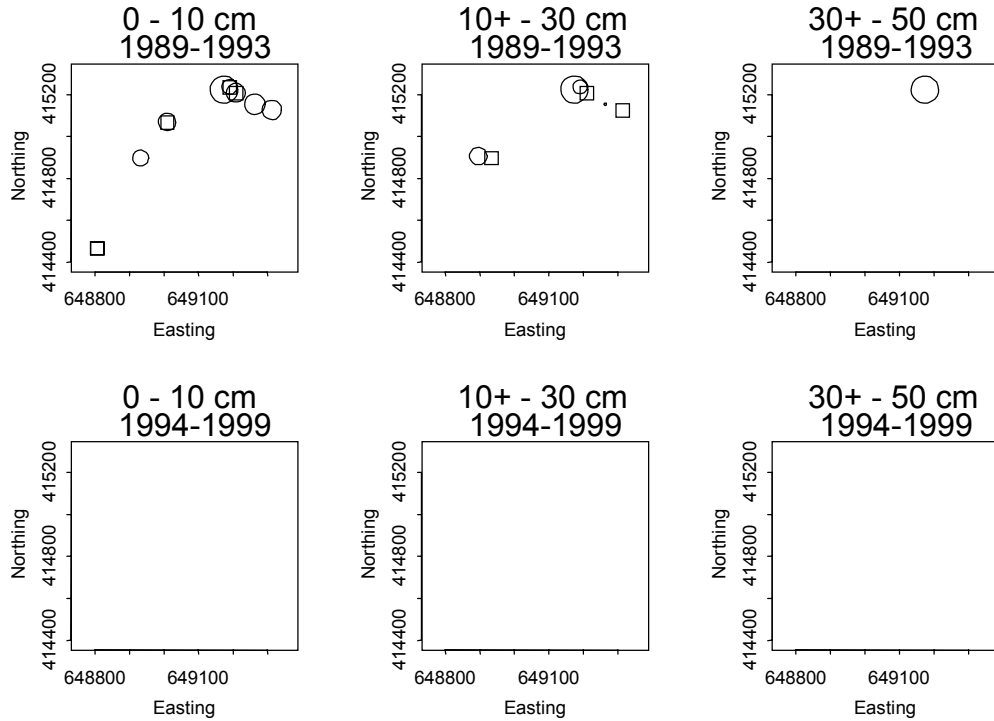 0 - 10 cm
1989-1993
Northing
415200
414800
414400
648800 649100
Easting
10+ - 30 cm
1989-1993
Northing
415200
414800
414400
648800 649100
Easting
30+ - 50 cm
1989-1993
Northing
415200
414800
414400
648800 649100
Easting
0 - 10 cm
1994-1999
Northing
415200
414800
414400
648800 649100
Easting
10+ - 30 cm
1994-1999
Northing
415200
414800
414400
648800 649100
Easting
30+ - 50 cm
1994-1999
Northing
415200
414800
414400
648800 649100
Easting